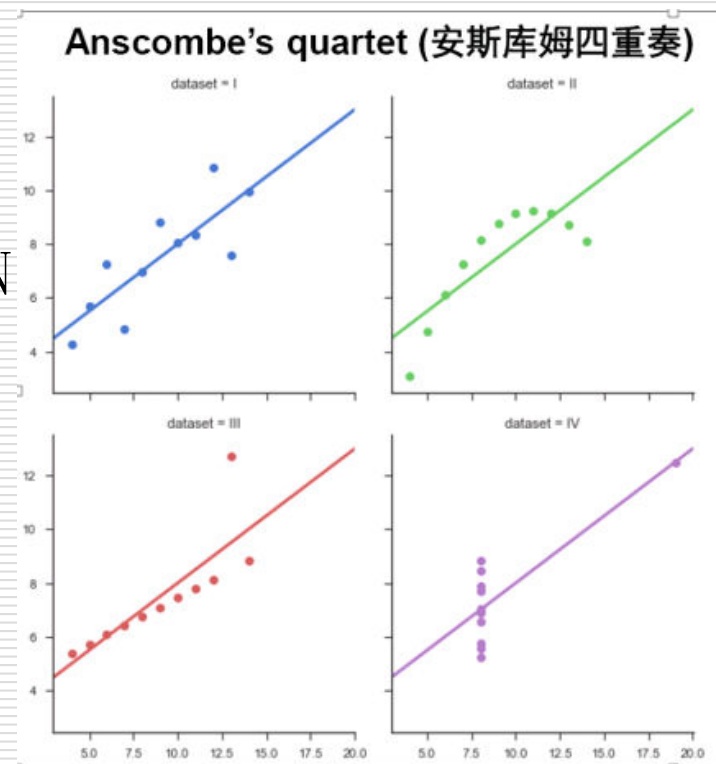 Anscombe's quartet (安斯库姆四重奏)
dataset = I
dataset = II
12
10
8
6
4
N
dataset = III
dataset = IV
12
10
8
6
4
5.0 7.5 10.0 12.5 15.0 17.5 20.0
5.0 7.5 10.0 12.5 15.0 17.5 20.0